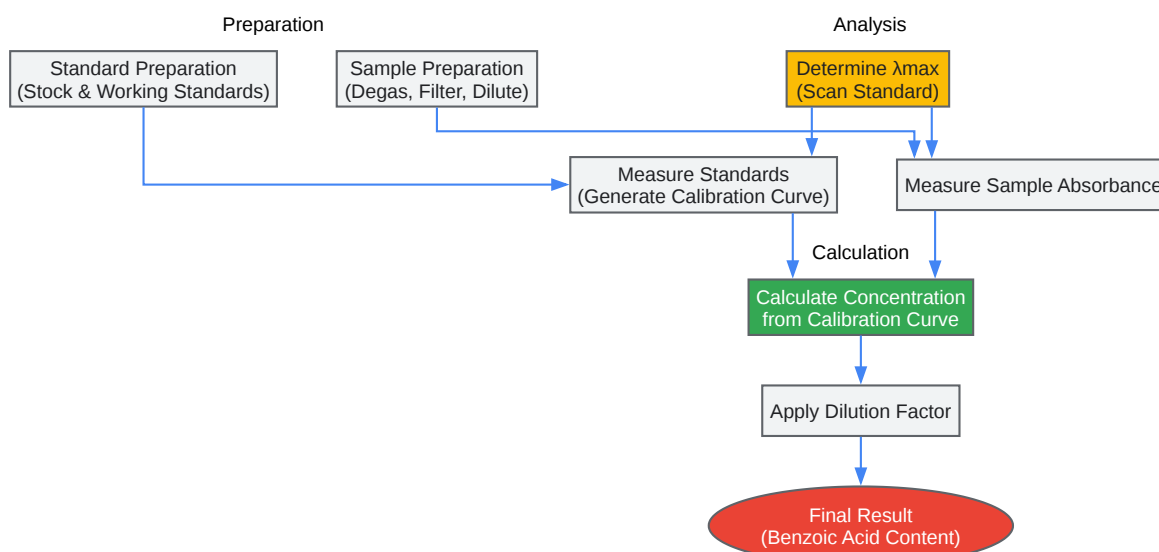 Preparation
Analysis
Standard Preparation
(Stock & Working Standards)
Sample Preparation
(Degas, Filter, Dilute)
Determine λmax
(Scan Standard)
Measure Standards
(Generate Calibration Curve)
Measure Sample Absorbance
Calculation
Calculate Concentration
from Calibration Curve
Apply Dilution Factor
Final Result
(Benzoic Acid Content)